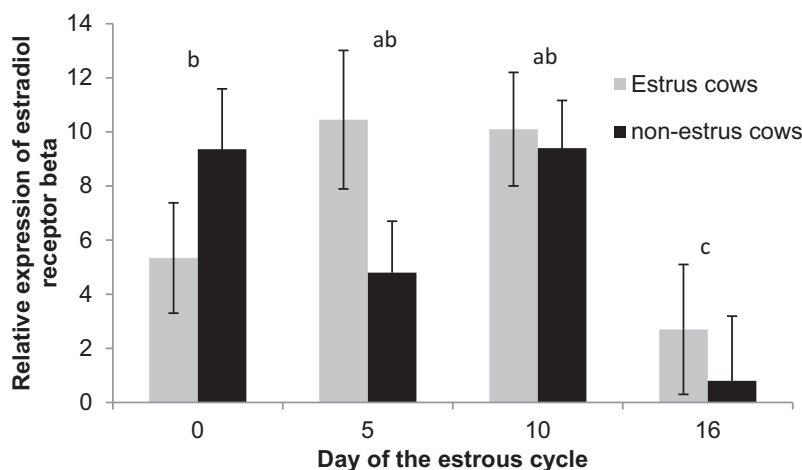 Relative expression of estradiol
receptor beta
14
12
10
8
6
4
2
0
b
ab
ab
c
Estrus cows
non-estrus cows
0 5 10 16
Day of the estrous cycle